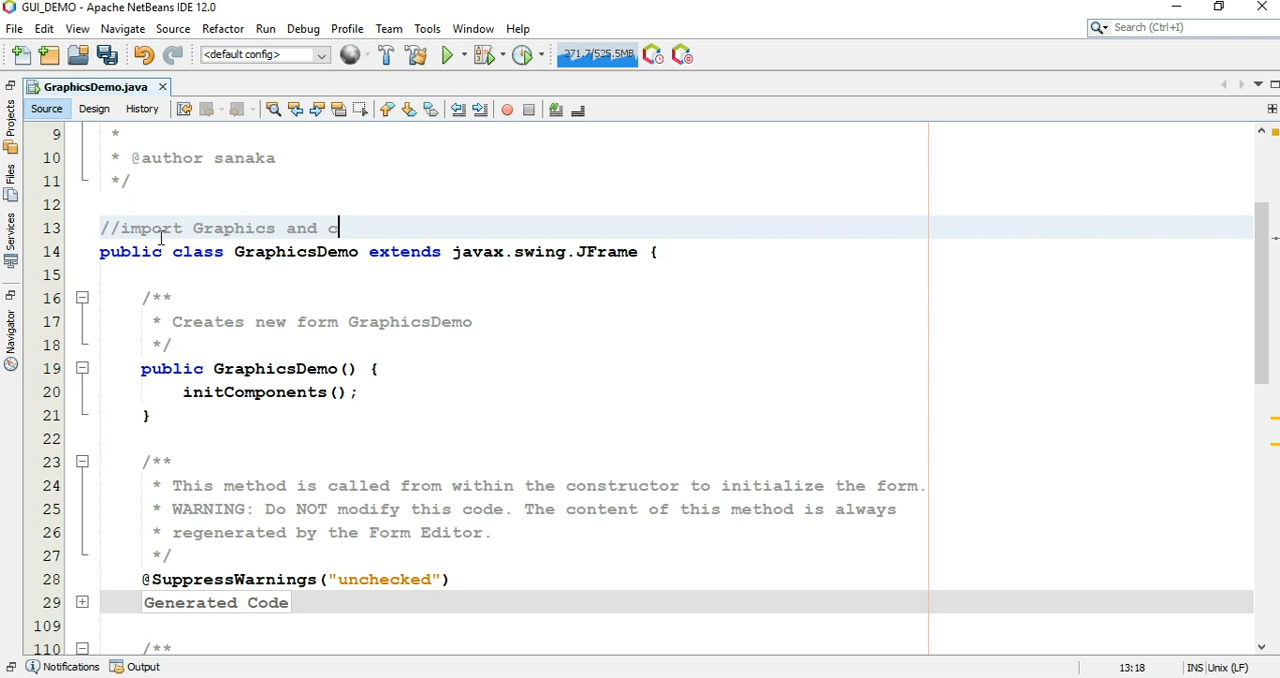 GUI_DEMO - Apache NetBeans IDE 12.0
File Edit View Navigate Source Refactor Run Debug Profile Team Tools Window Help
Search (Ctrl+I)
<default config>
271.7/525.5MB
GraphicsDemo.java
Source Design History
Projects
Files
Services
Navigator
9 *
10 * @author sanaka
11 */
12
13 //import Graphics and c
14 public class GraphicsDemo extends javax.swing.JFrame {
15
16 /**
17 * Creates new form GraphicsDemo
18 */
19 public GraphicsDemo() {
20 initComponents();
21 }
22
23 /**
24 * This method is called from within the constructor to initialize the form.
25 * WARNING: Do NOT modify this code. The content of this method is always
26 * regenerated by the Form Editor.
27 */
28 @SuppressWarnings("unchecked")
29 Generated Code
109
110 /**
Notifications Output
13:18 INS Unix (LF)